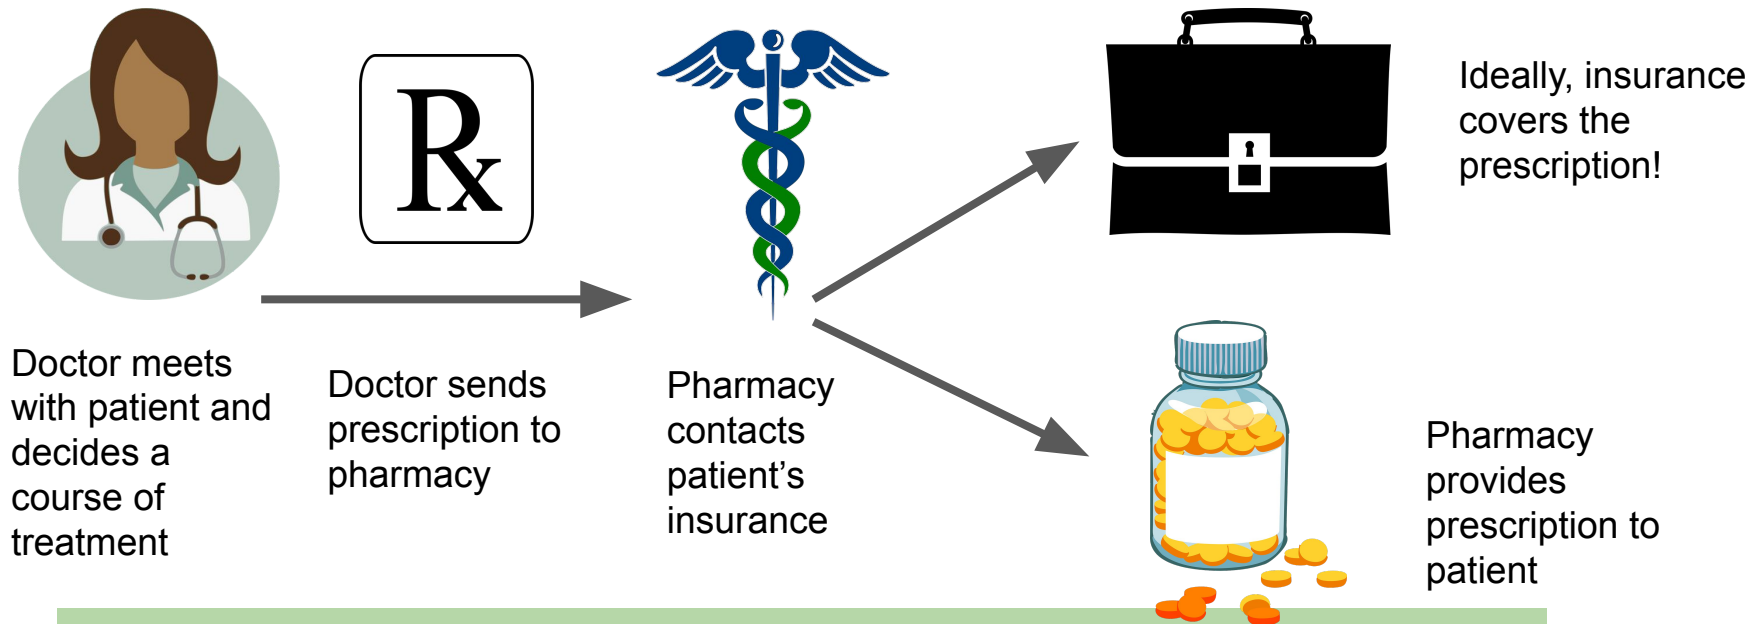 Doctor meets
with patient and
decides a
course of
treatment
Rx
Doctor sends
prescription to
pharmacy
Pharmacy
contacts
patient’s
insurance
Ideally, insurance
covers the
prescription!
Pharmacy
provides
prescription to
patient